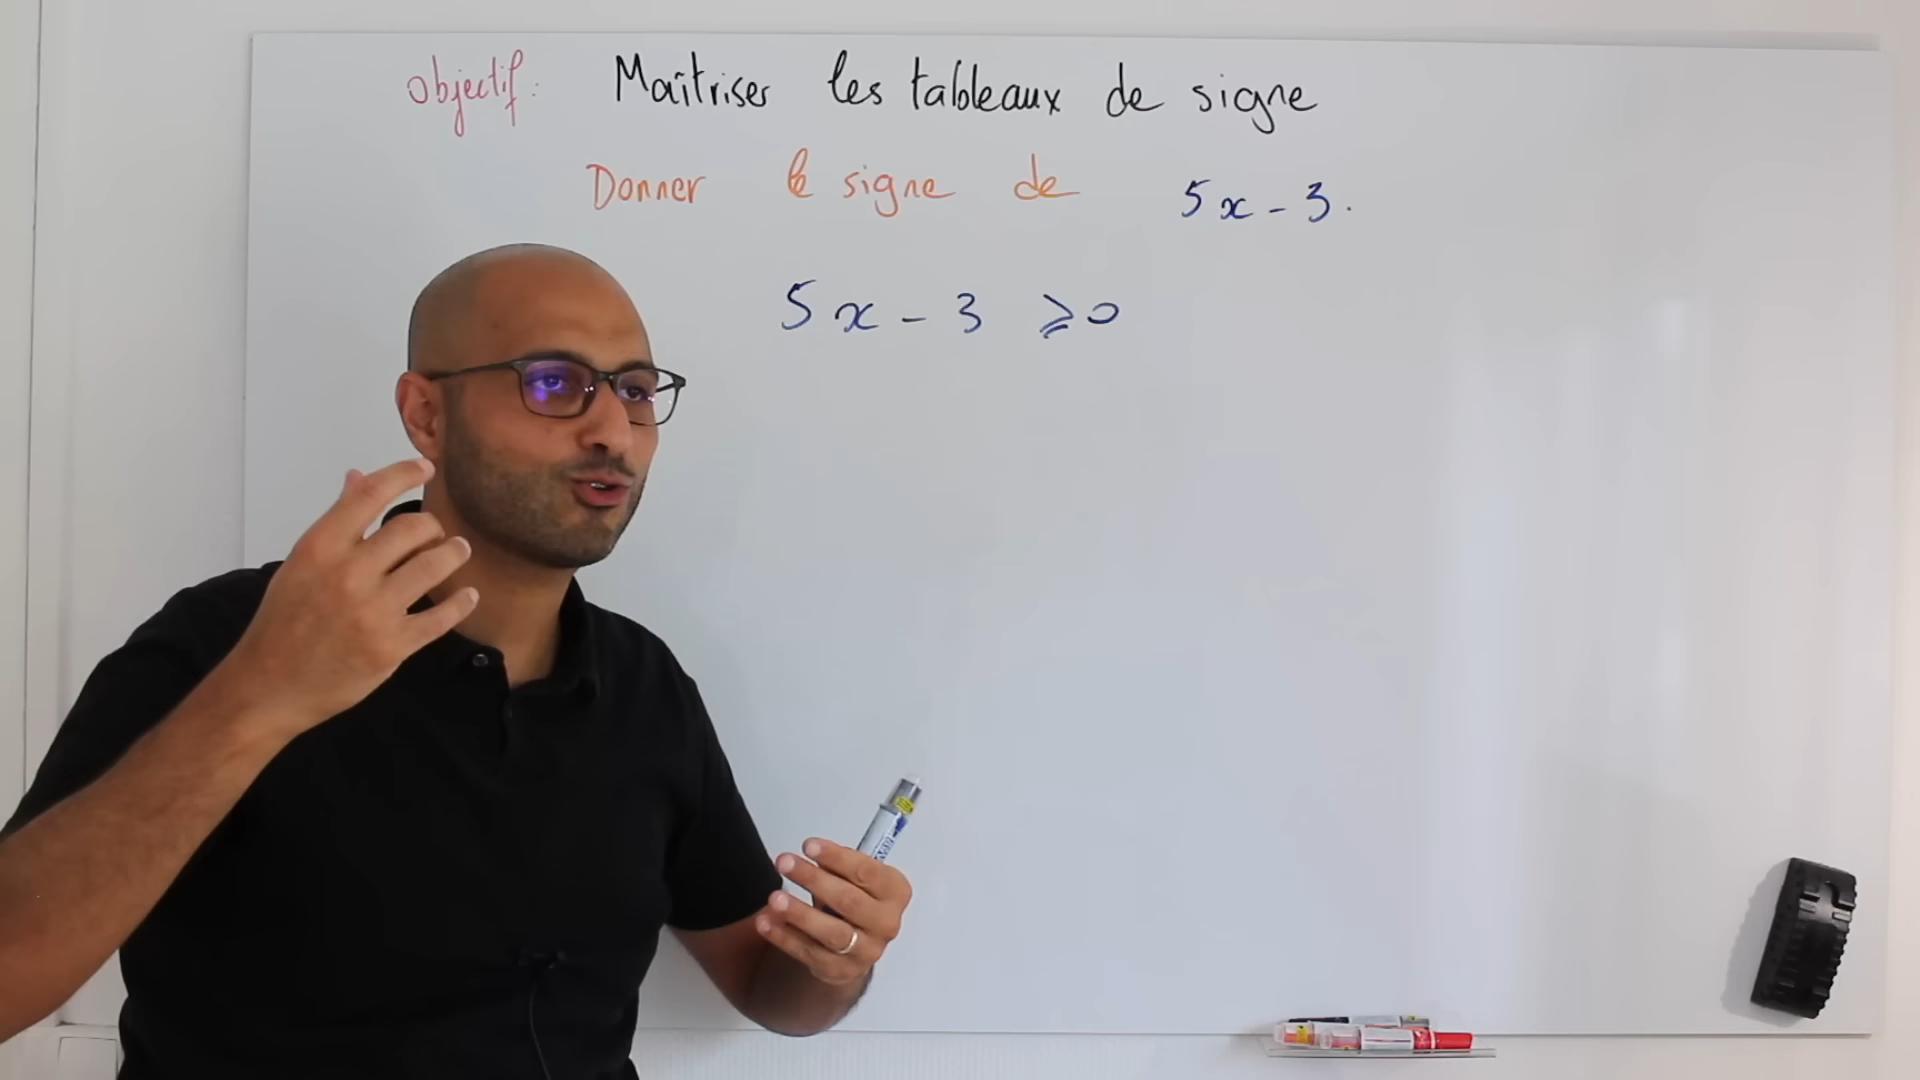 Objectif: Maîtriser les tableaux de signe
Donner le signe de 5x - 3.
5x - 3 ⩾ 0